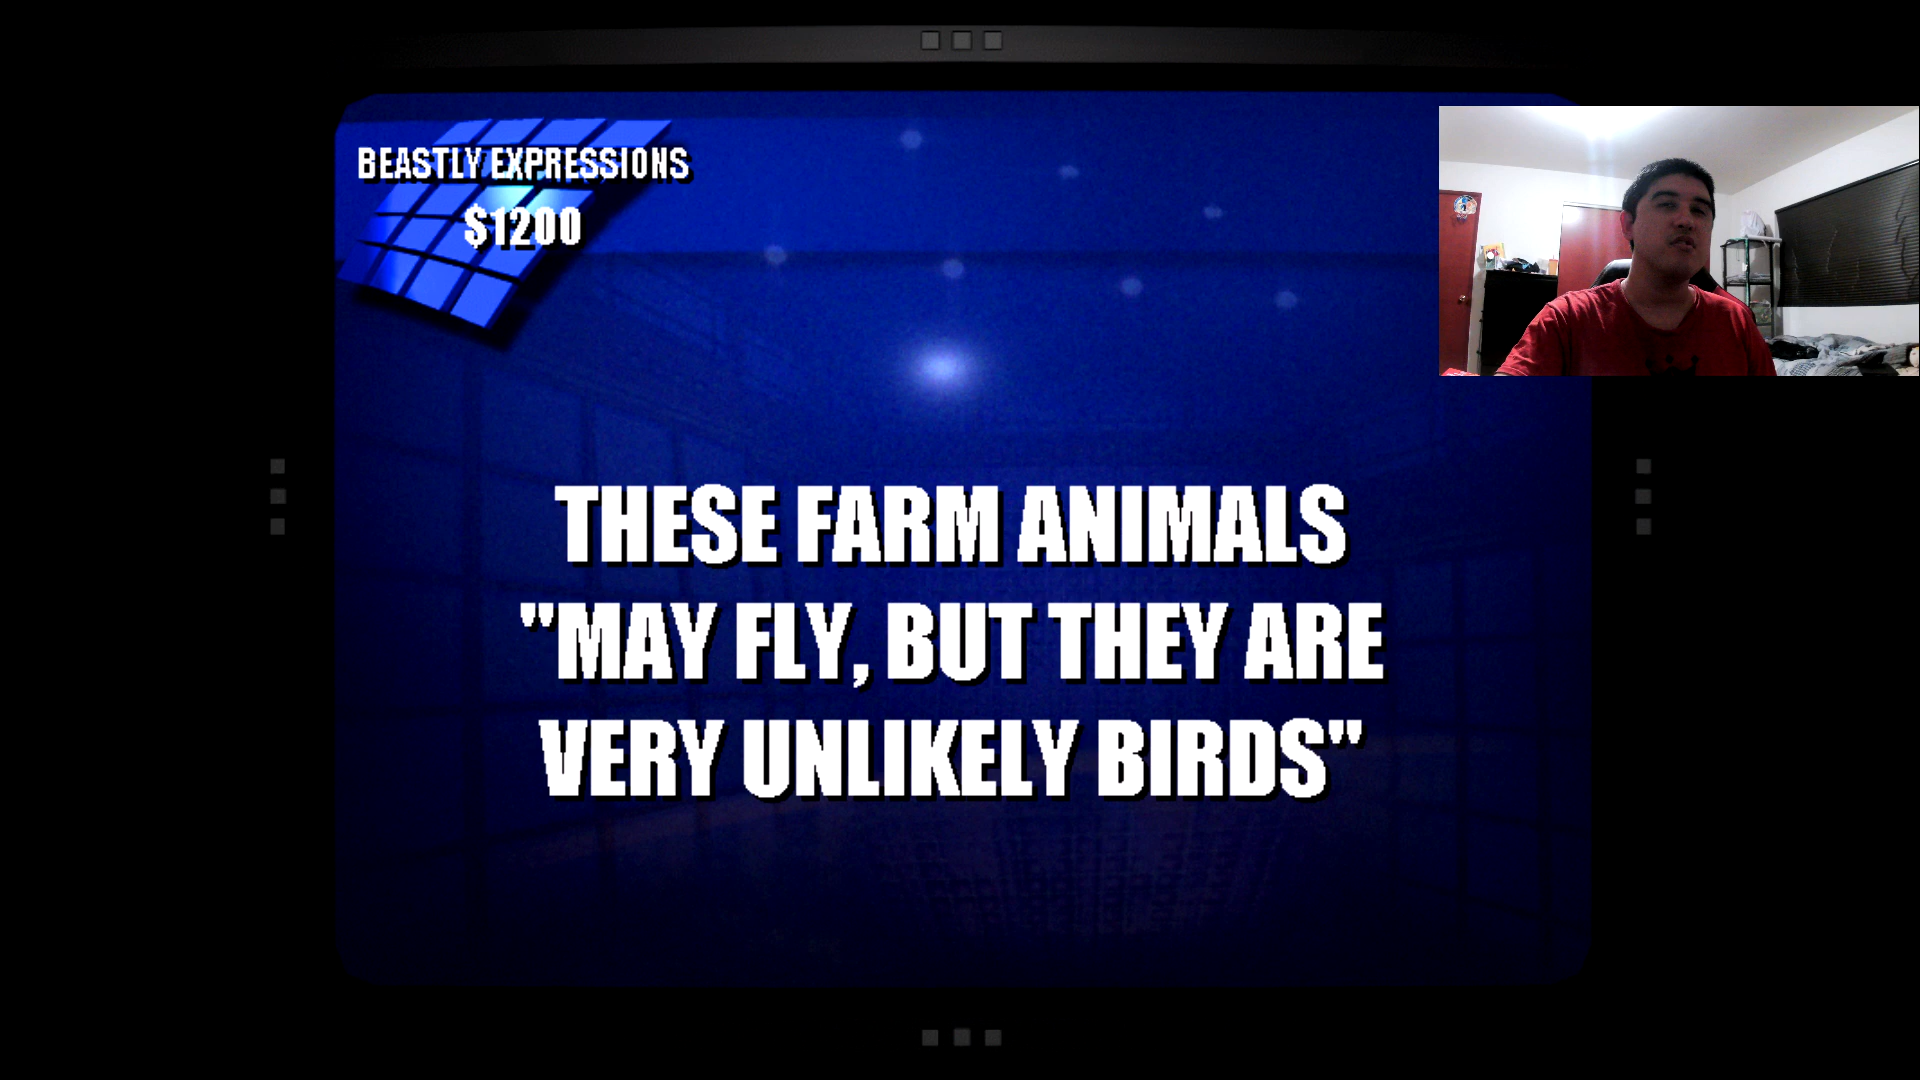 BEASTLY EXPRESSIONS
$1200
THESE FARM ANIMALS
"MAY FLY, BUT THEY ARE
VERY UNLIKELY BIRDS"